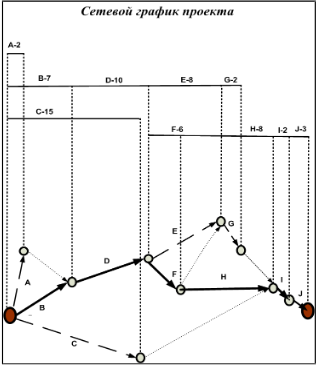 Сетевой график проекта
A-2
B-7 D-10 E-8 G-2
C-15
F-6 H-8 I-2 J-3
E G
D
A F H I
B J
C